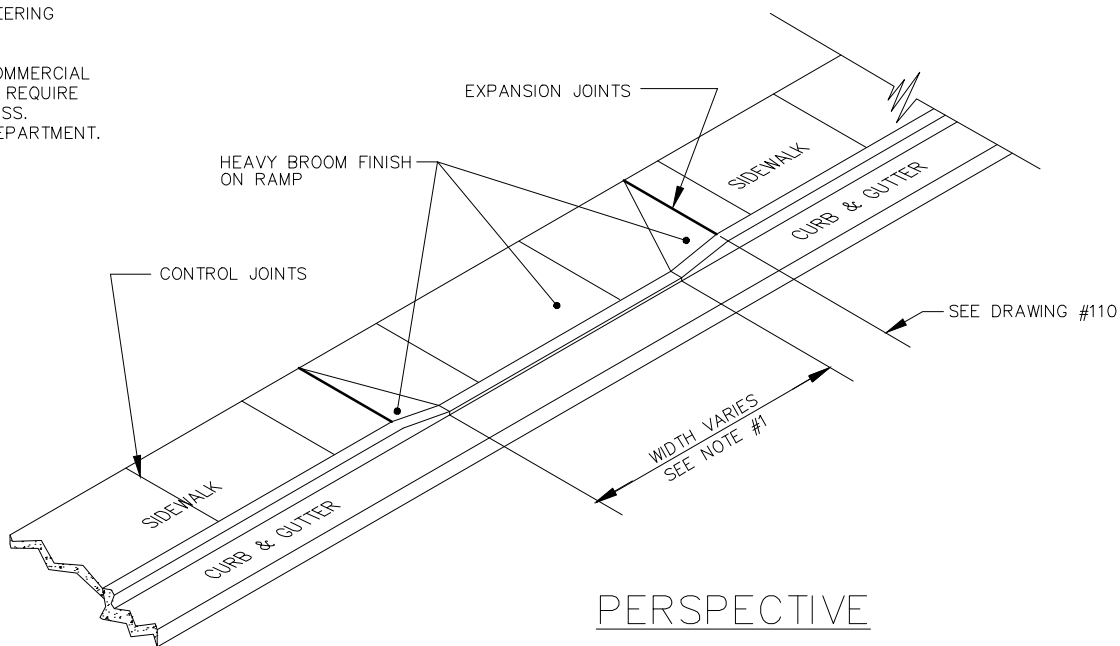 EERING
OMMERCIAL
REQUIRE
SS.
EPARTMENT.
EXPANSION JOINTS
HEAVY BROOM FINISH
ON RAMP
SIDEWALK
CURB & GUTTER
CONTROL JOINTS
SEE DRAWING #110
WIDTH VARIES
SEE NOTE #1
SIDEWALK
CURB & GUTTER
PERSPECTIVE